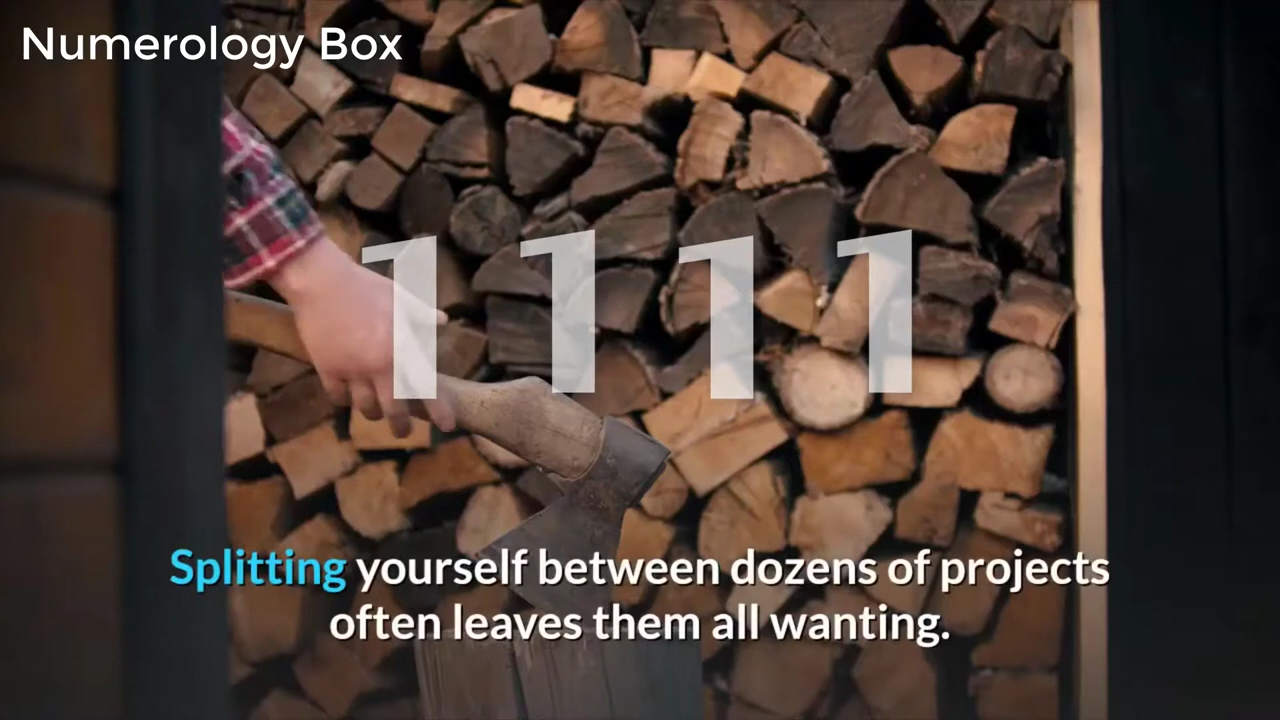 Numerology Box
1111
Splitting yourself between dozens of projects
often leaves them all wanting.